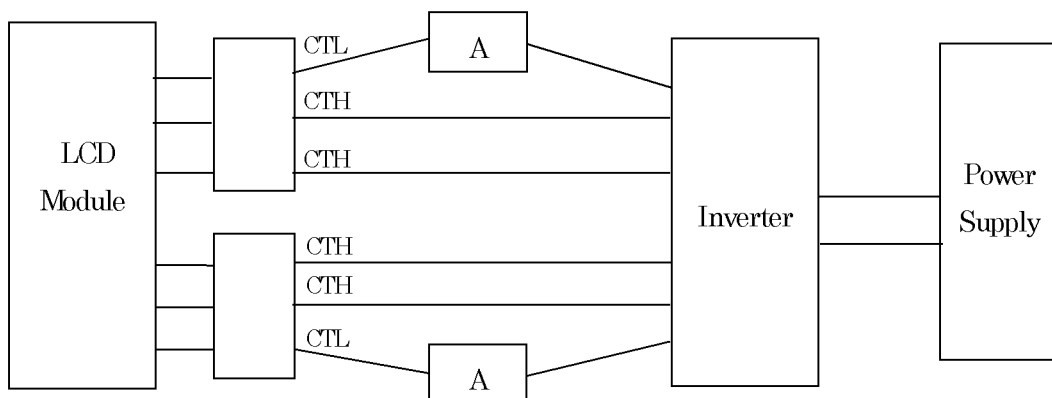 CTL
A
CTH
CTH
LCD
Module
Inverter
Power
Supply
CTH
CTH
CTL
A